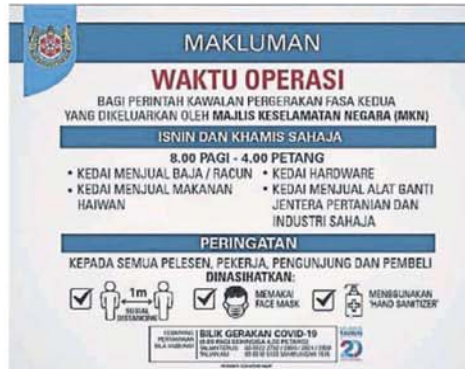 MAKLUMAN
WAKTU OPERASI
BAGI PERINTAH KAWALAN PERGERAKAN FASA KEDUA
YANG DIKELUARKAN OLEH MAJLIS KESELAMATAN NEGARA (MKN)
ISNIN DAN KHAMIS SAHAJA
8.00 PAGI - 4.00 PETANG
• KEDAI MENJUAL BAJA / RACUN
• KEDAI MENJUAL MAKANAN
HAIWAN
• KEDAI HARDWARE
• KEDAI MENJUAL ALAT GANTI
JENTERA PERTANIAN DAN
INDUSTRI SAHAJA
PERINGATAN
KEPADA SEMUA PELESEN, PEKERJA, PENGUNJUNG DAN PEMBELI
DINASIHATKAN:
1m
SOSIAL
DISTANCING
MEMAKAI
FACE MASK
MENGGUNAKAN
'HAND SANITIZER'
BILIK GERAKAN COVID-19